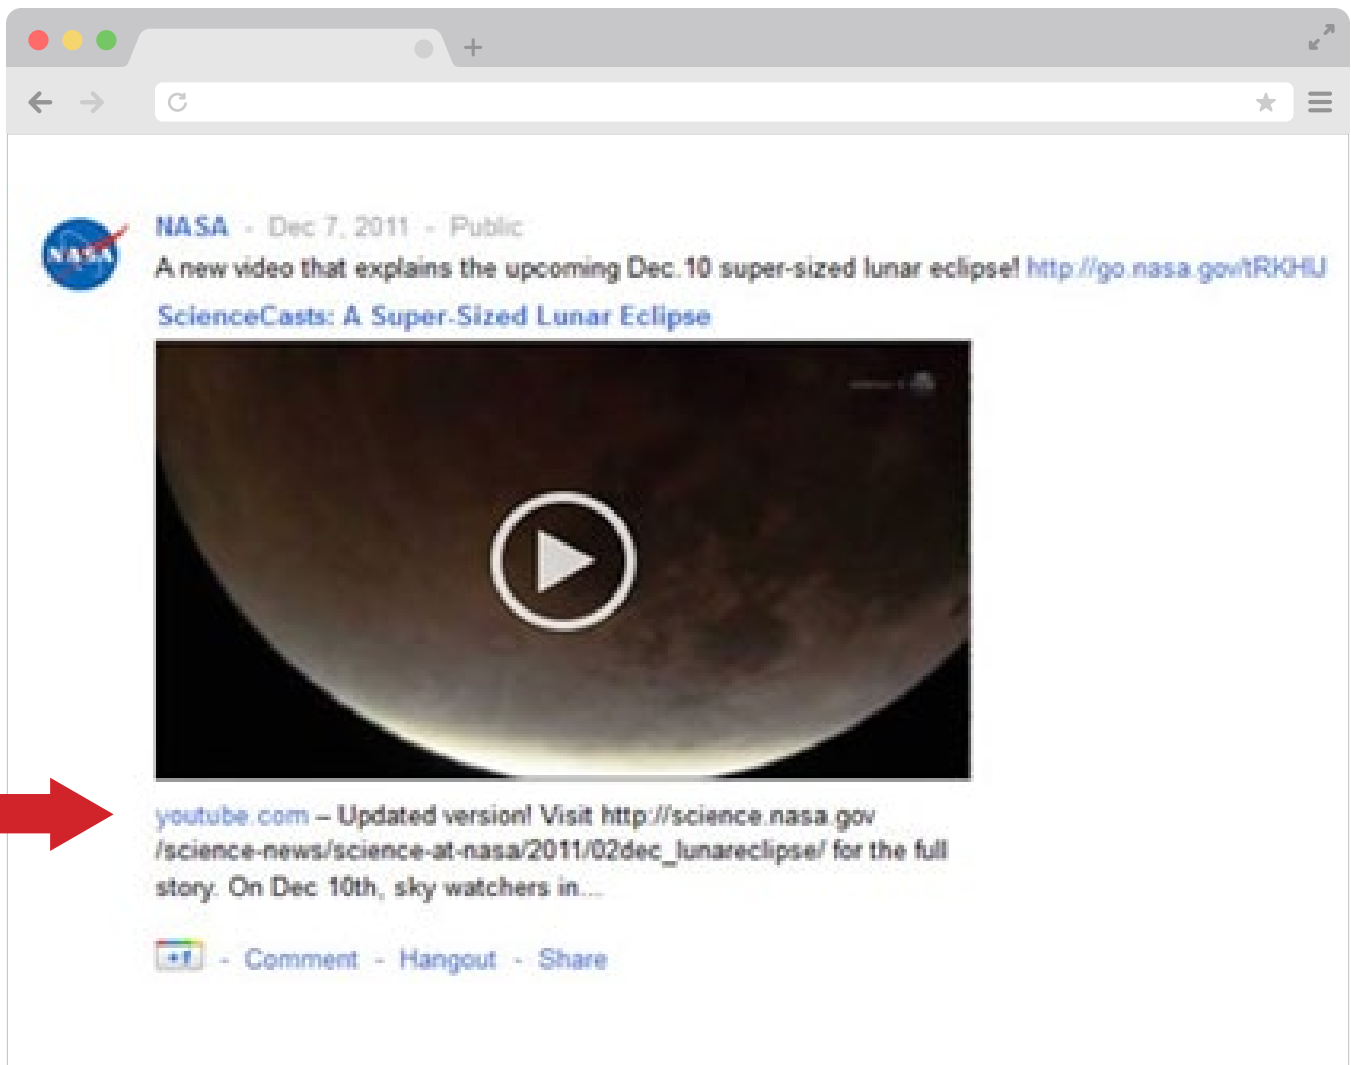 NASA - Dec 7, 2011 - Public
NASA
A new video that explains the upcoming Dec.10 super-sized lunar eclipse! http://go.nasa.gov/tRKHlJ
ScienceCasts: A Super-Sized Lunar Eclipse
youtube.com – Updated version! Visit http://science.nasa.gov
/science-news/science-at-nasa/2011/02dec_lunareclipse/ for the full
story. On Dec 10th, sky watchers in...
+1 - Comment - Hangout - Share